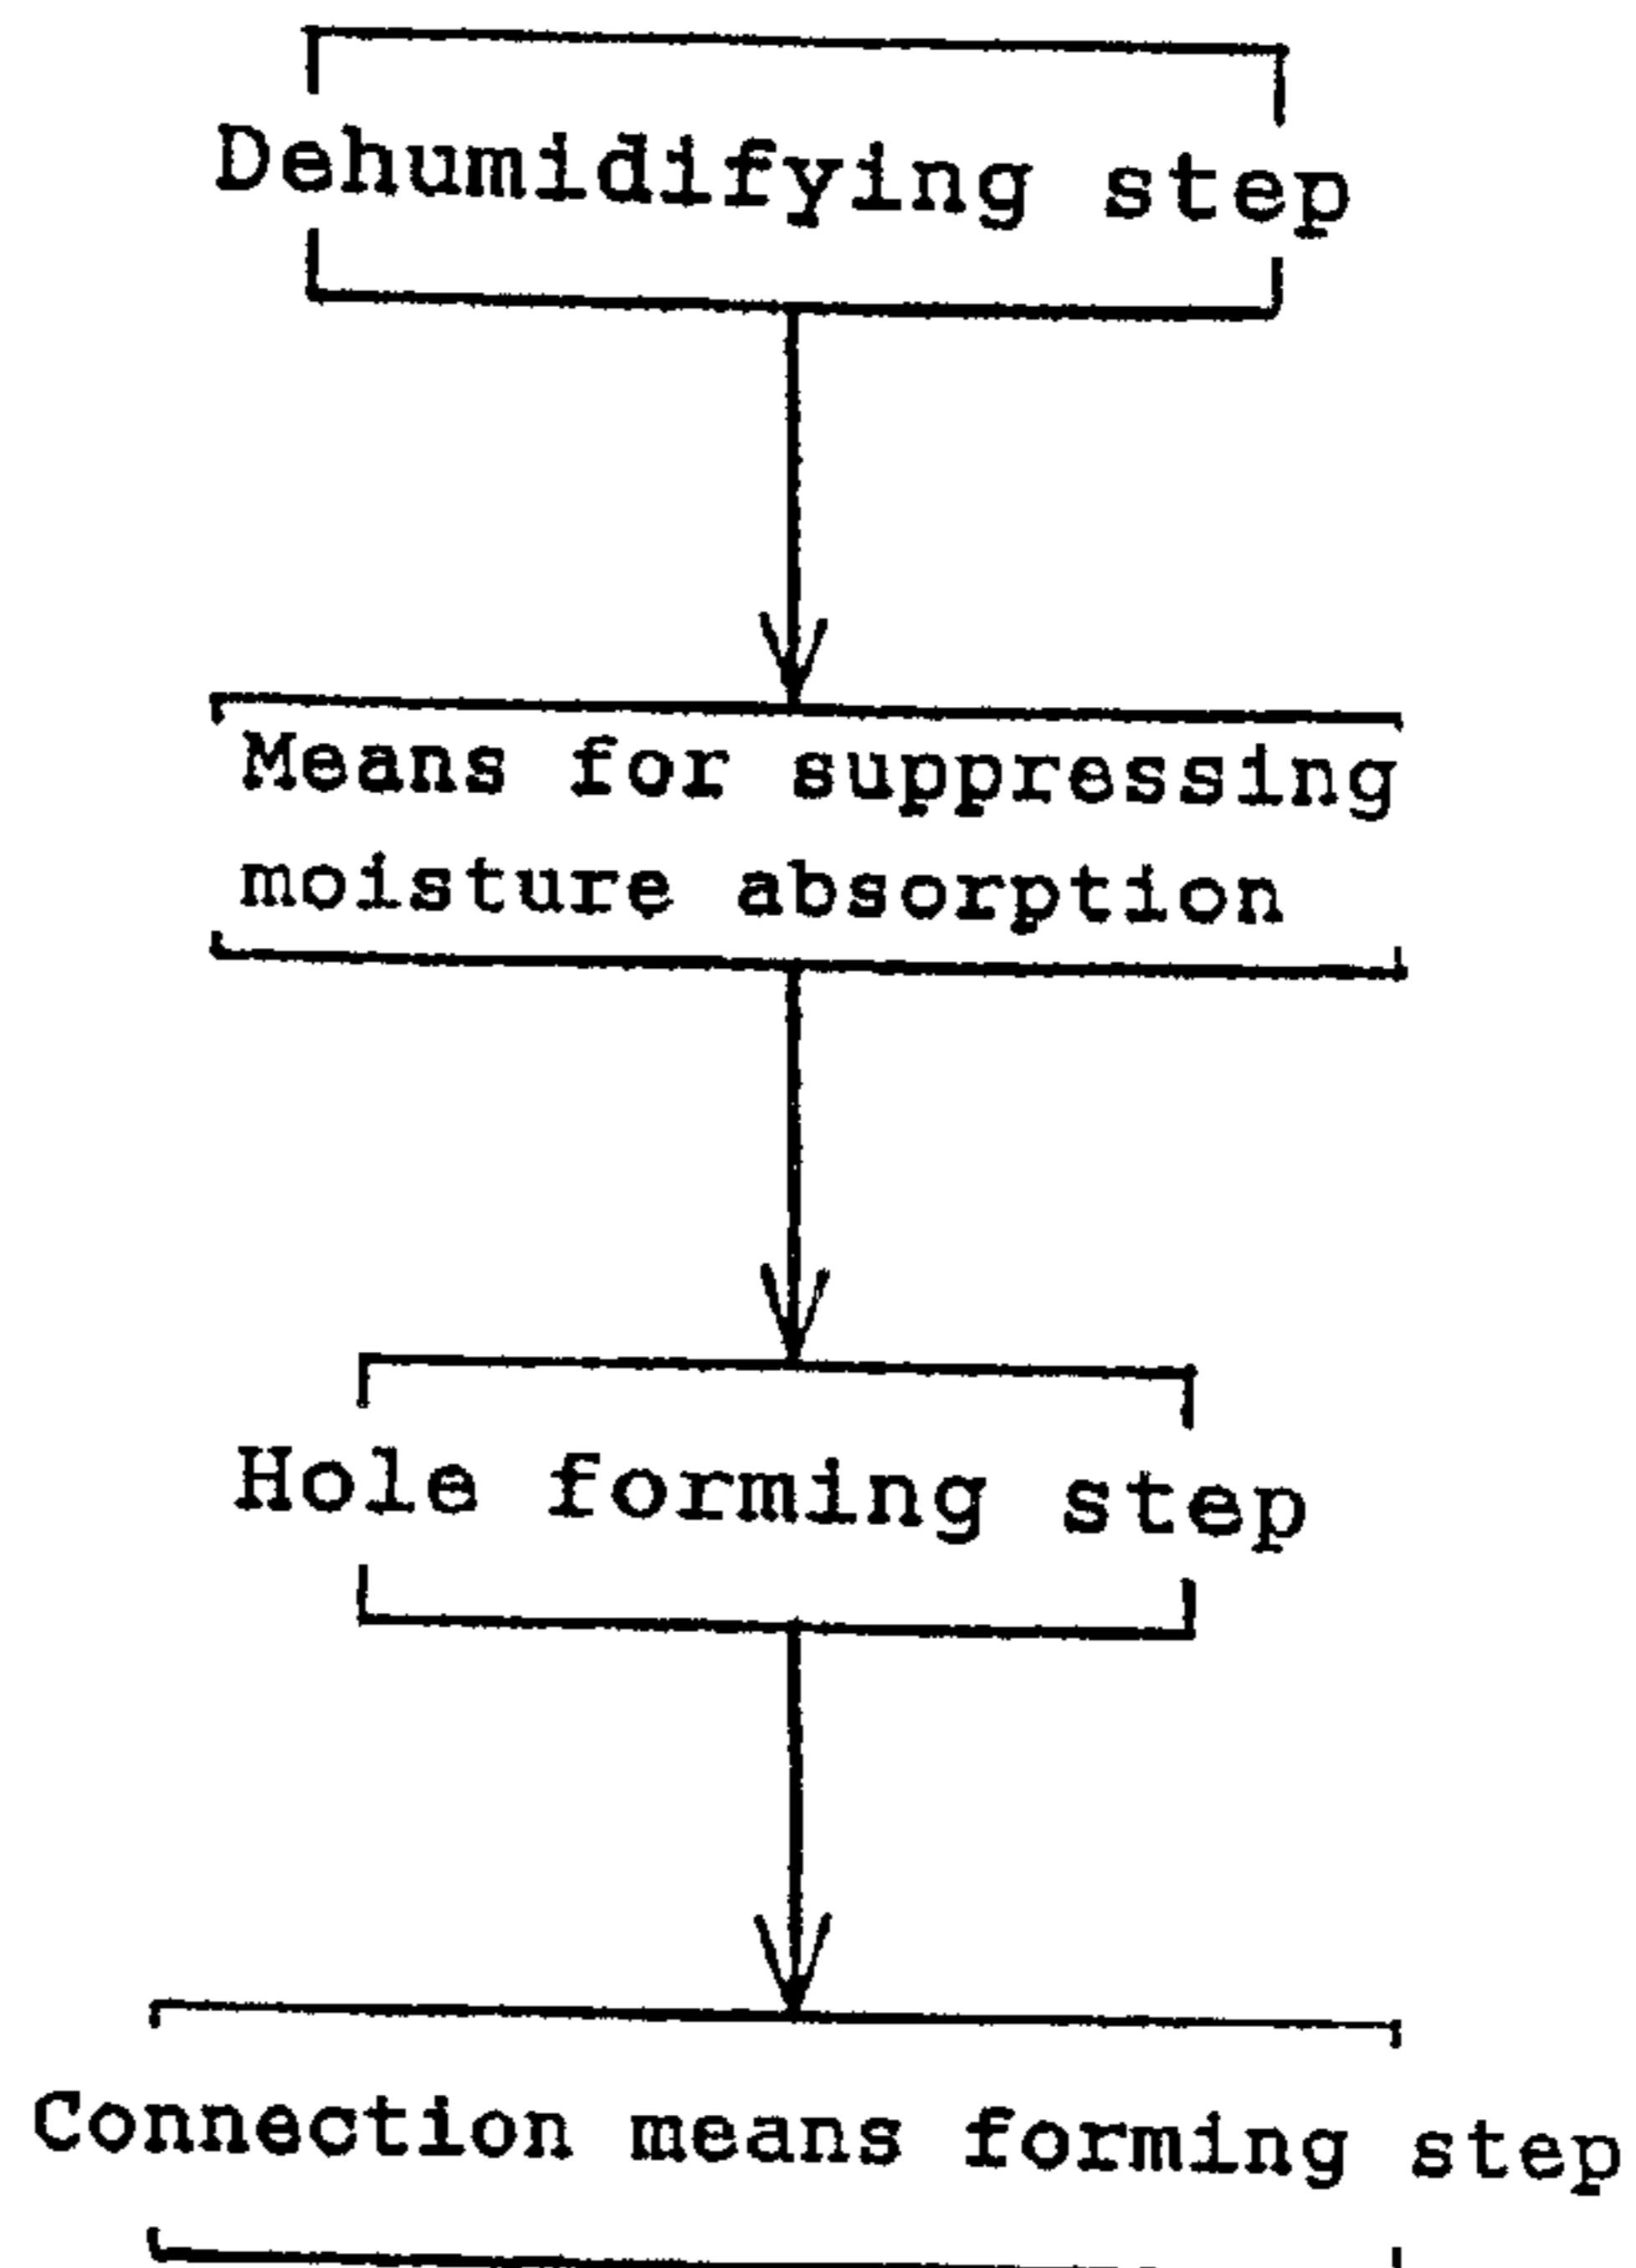 Dehumidifying step
Means for suppressing
moisture absorption
Hole forming step
Connection means forming step